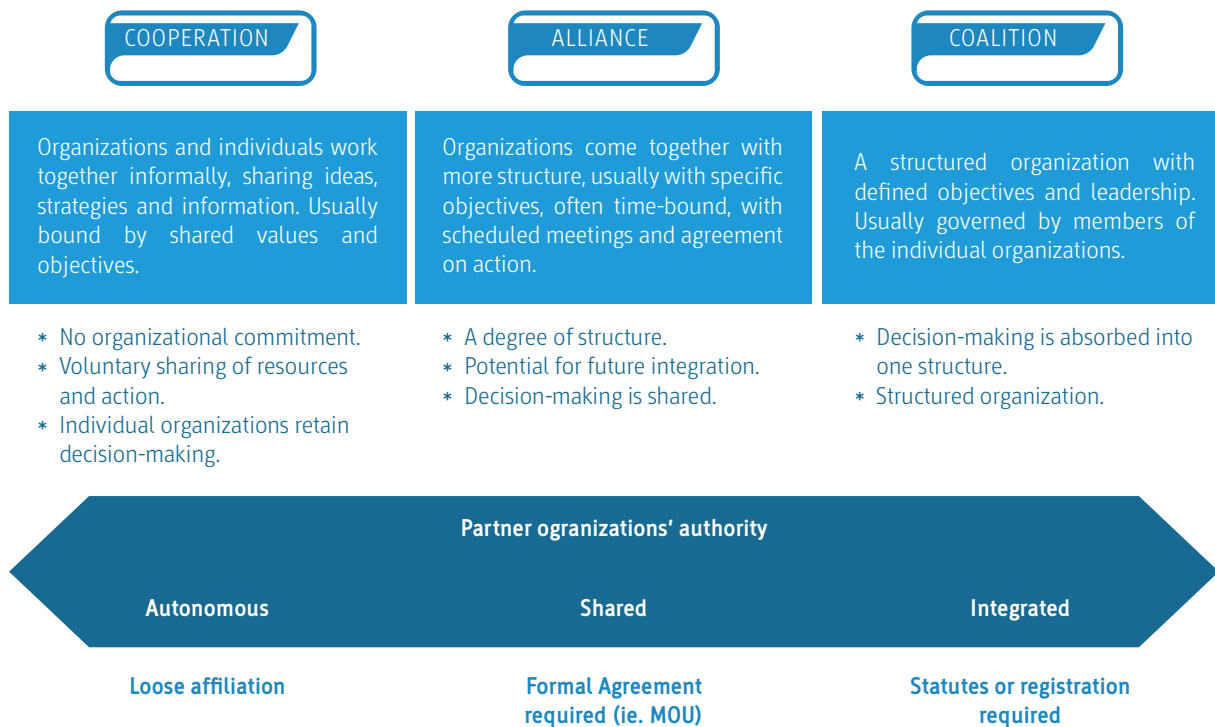 COOPERATION
ALLIANCE
COALITION
Organizations and individuals work
together informally, sharing ideas,
strategies and information. Usually
bound by shared values and
objectives.
Organizations come together with
more structure, usually with specific
objectives, often time-bound, with
scheduled meetings and agreement
on action.
A structured organization with
defined objectives and leadership.
Usually governed by members of
the individual organizations.
* No organizational commitment.
* Voluntary sharing of resources
and action.
* Individual organizations retain
decision-making.
* A degree of structure.
* Potential for future integration.
* Decision-making is shared.
* Decision-making is absorbed into
one structure.
* Structured organization.
Partner ogranizations’ authority
Autonomous
Shared
Integrated
Loose affiliation
Formal Agreement
required (ie. MOU)
Statutes or registration
required